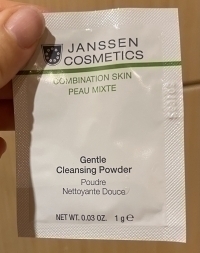 JANSSEN
COSMETICS
COMBINATION SKIN
PEAU MIXTE
Gentle
Cleansing Powder
Poudre
Nettoyante Douce
NET WT. 0.03 OZ. 1 g ℮